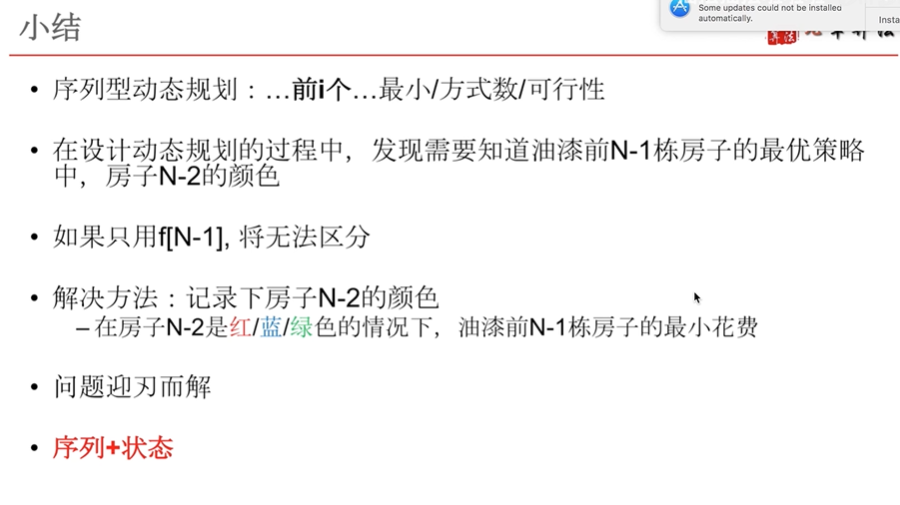 Some updates could not be installed
automatically.
小结
算法
• 序列型动态规划：…前i个…最小/方式数/可行性
• 在设计动态规划的过程中，发现需要知道油漆前N-1栋房子的最优策略
中，房子N-2的颜色
• 如果只用f[N-1], 将无法区分
• 解决方法：记录下房子N-2的颜色
– 在房子N-2是红/蓝/绿色的情况下，油漆前N-1栋房子的最小花费
• 问题迎刃而解
• 序列+状态